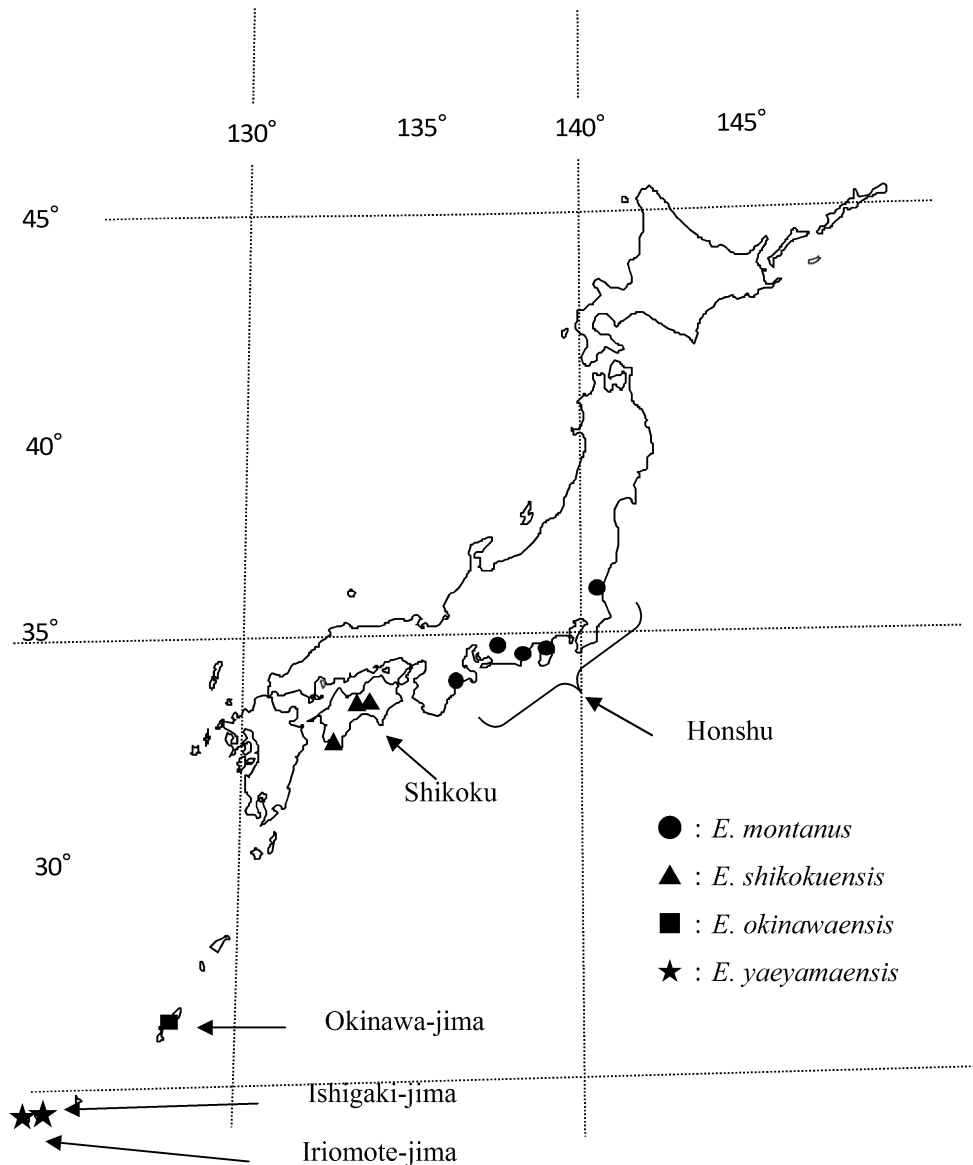 130°
135°
140°
145°
45°
40°
35°
Honshu
Shikoku
● : E. montanus
30°
▲ : E. shikokuensis
■ : E. okinawaensis
★ : E. yaeyamaensis
Okinawa-jima
Ishigaki-jima
Iriomote-jima